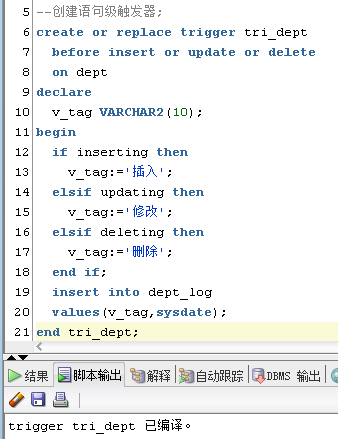 5 --创建语句级触发器;
6 create or replace trigger tri_dept
7 before insert or update or delete
8 on dept
9 declare
10 v_tag VARCHAR2(10);
11 begin
12 if inserting then
13 v_tag:='插入';
14 elsif updating then
15 v_tag:='修改';
16 elsif deleting then
17 v_tag:='删除';
18 end if;
19 insert into dept_log
20 values(v_tag,sysdate);
21 end tri_dept;
结果 脚本输出 解释 自动跟踪 DBMS 输出
trigger tri_dept 已编译。